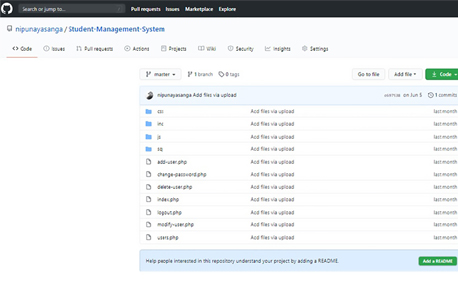 Search or jump to... Pull requests Issues Marketplace Explore
nipunayasanga / Student-Management-System
Code Issues Pull requests Actions Projects Wiki Security Insights Settings
master 1 branch 0 tags Go to file Add file Code
nipunayasanga Add files via upload on Jun 5 1 commits
Add files via upload last month
Add files via upload last month
js Add files via upload last month
Add files via upload last month
add-user.php Add files via upload last month
change-password.php Add files via upload last month
delete-user.php Add files via upload last month
index.php Add files via upload last month
logout.php Add files via upload last month
modify-user.php Add files via upload last month
users.php Add files via upload last month
Help people interested in this repository understand your project by adding a README. Add a README